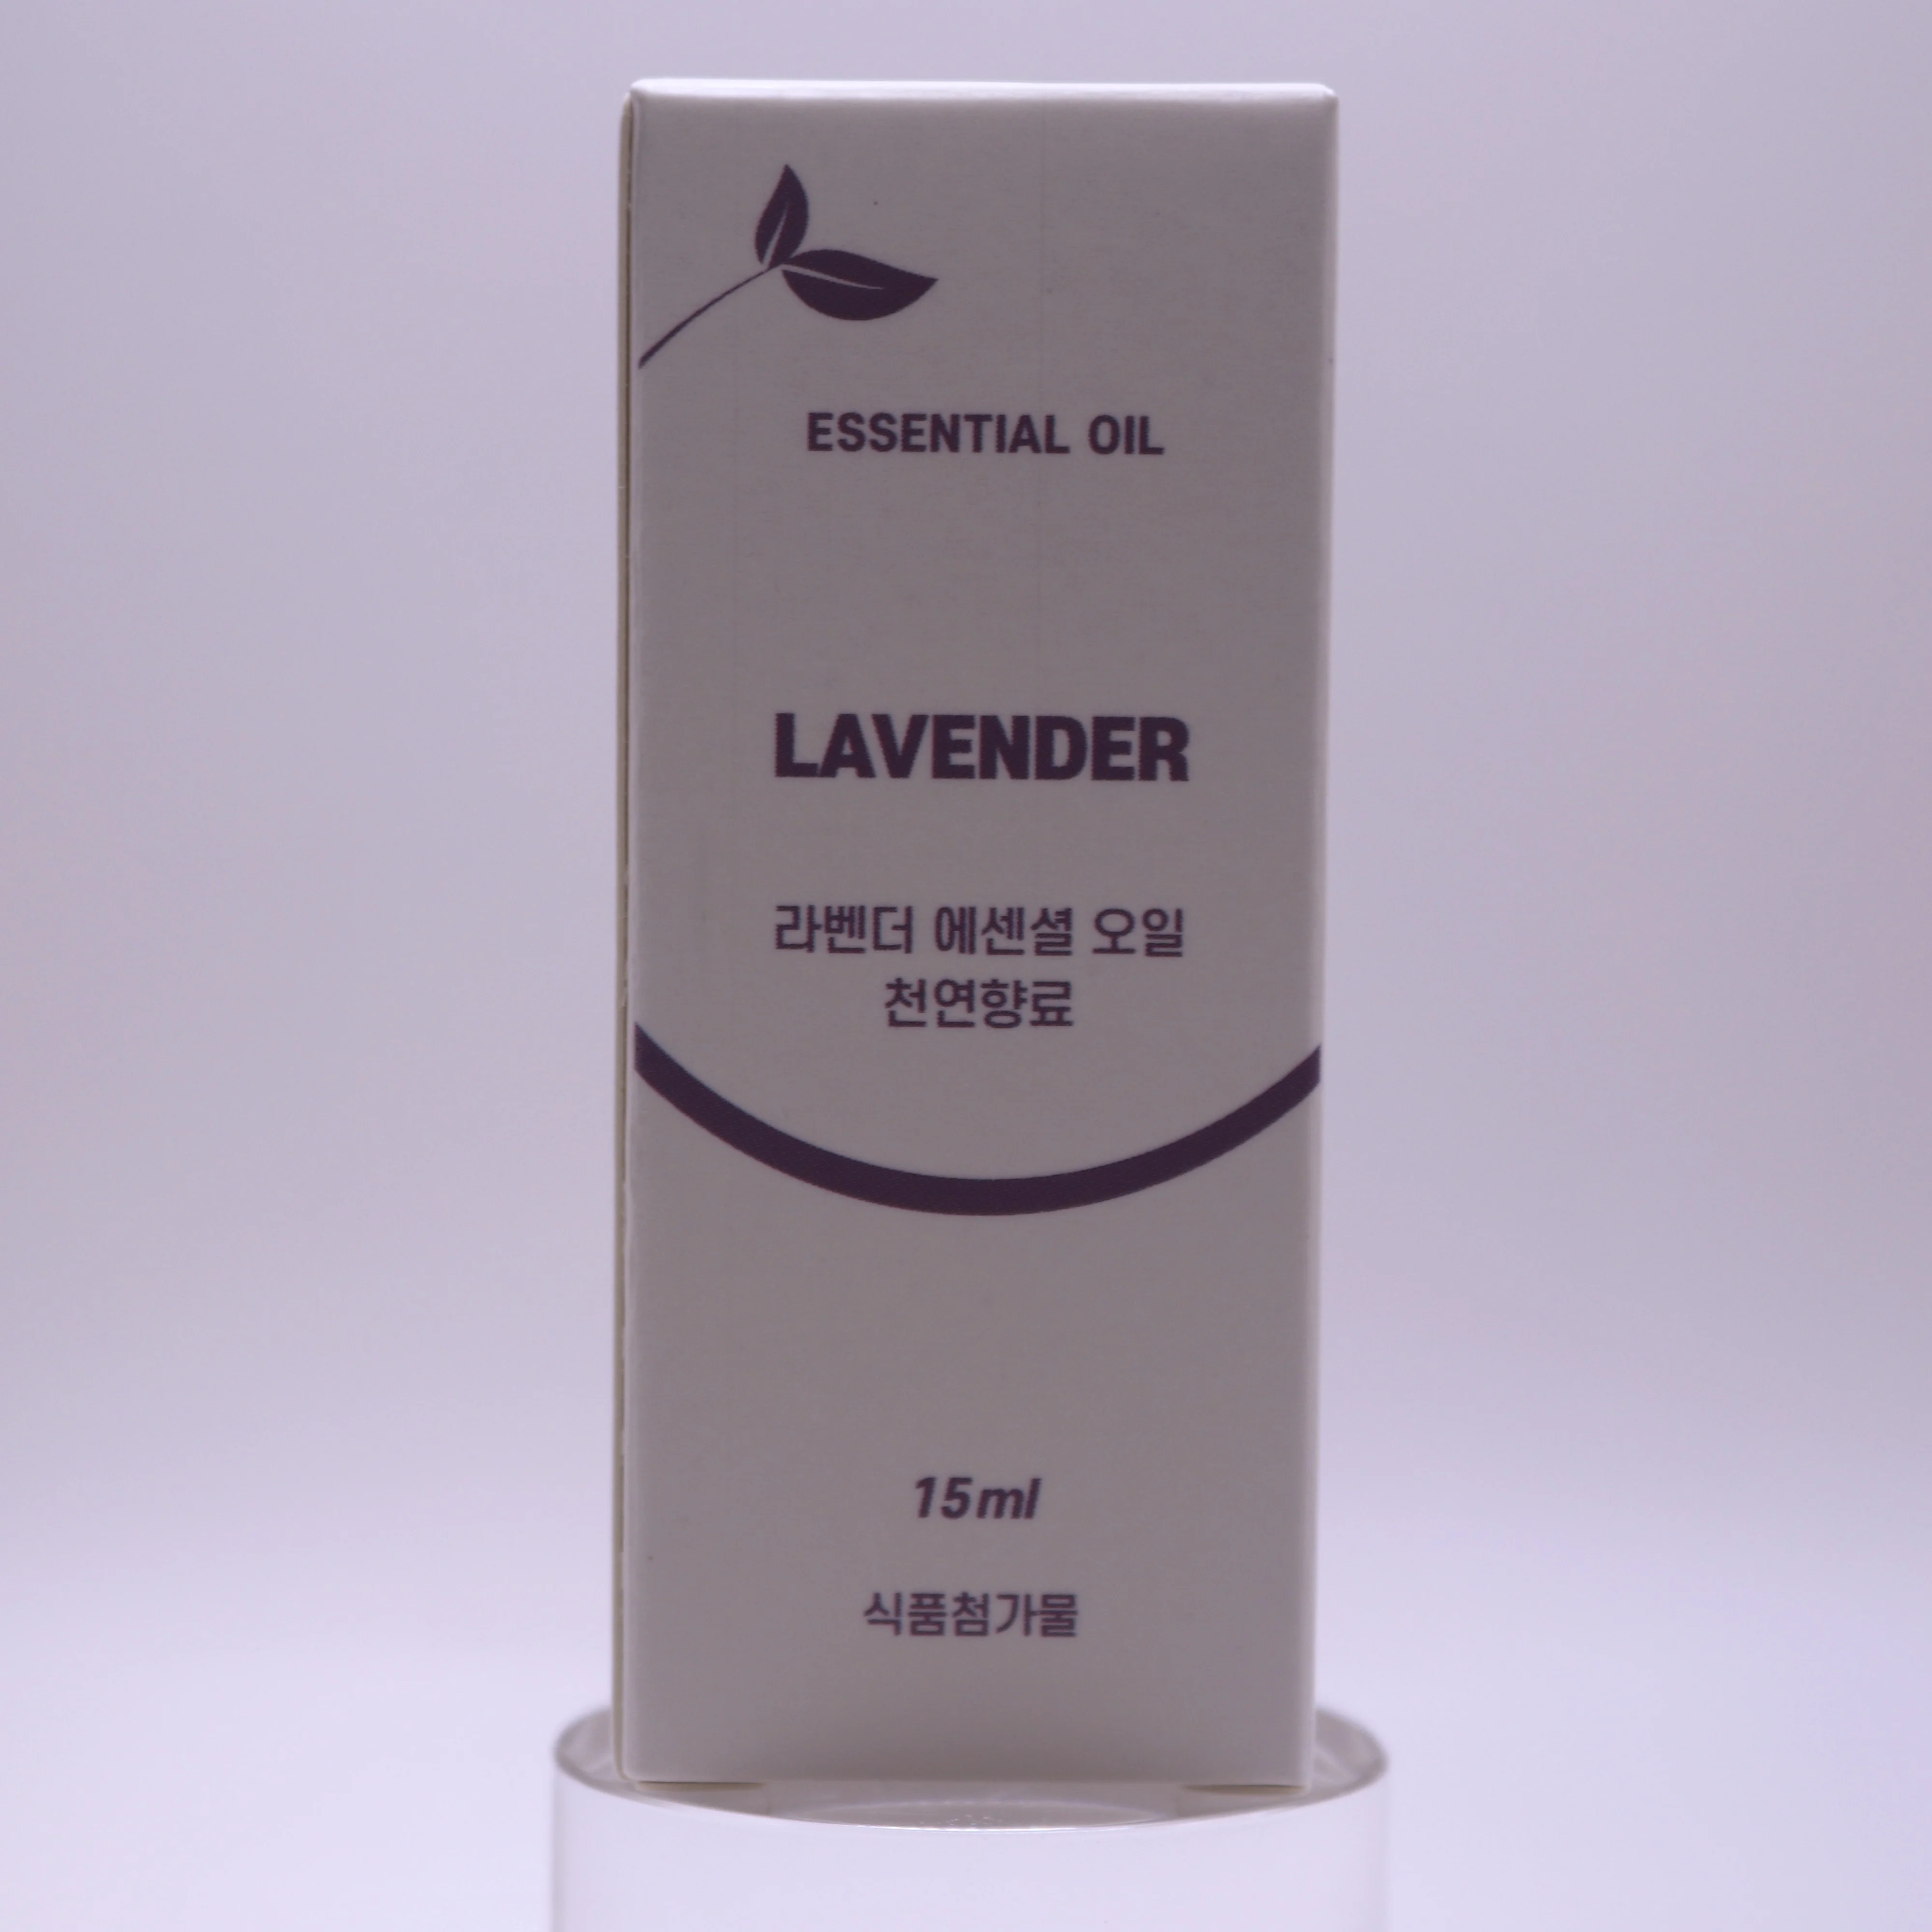 ESSENTIAL OIL
LAVENDER
라벤더 에센셜 오일
천연향료
15ml
식품첨가물